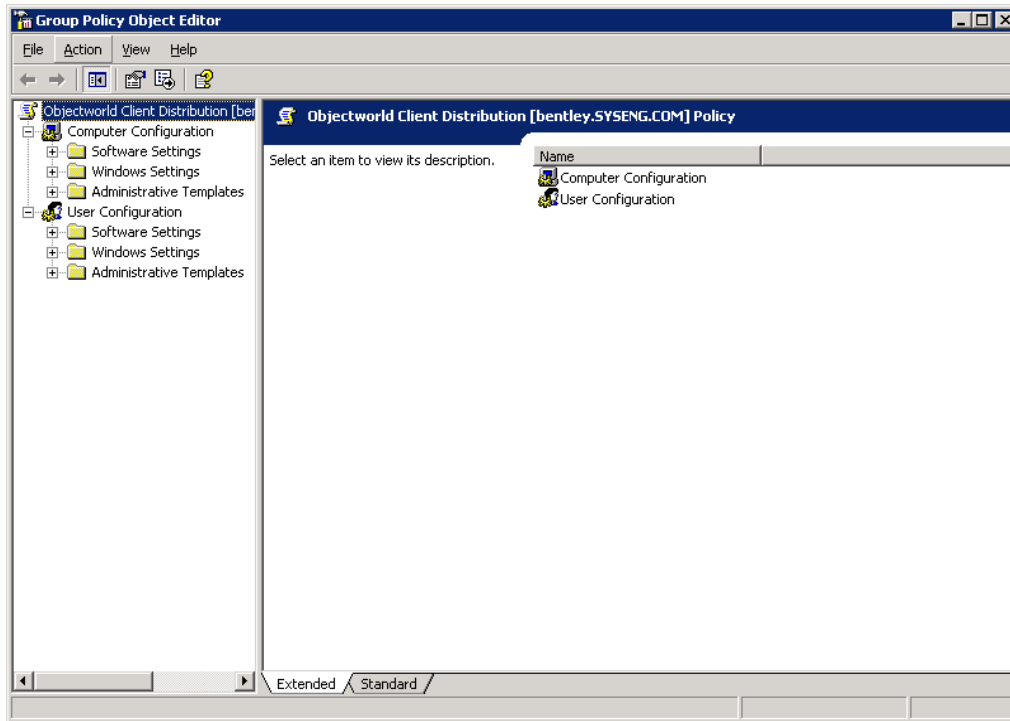 Group Policy Object Editor
File Action View Help
Objectworld Client Distribution [ber
Computer Configuration
Software Settings
Windows Settings
Administrative Templates
User Configuration
Software Settings
Windows Settings
Administrative Templates
Objectworld Client Distribution [bentley.SYSENG.COM] Policy
Select an item to view its description.
Name
Computer Configuration
User Configuration
Extended Standard